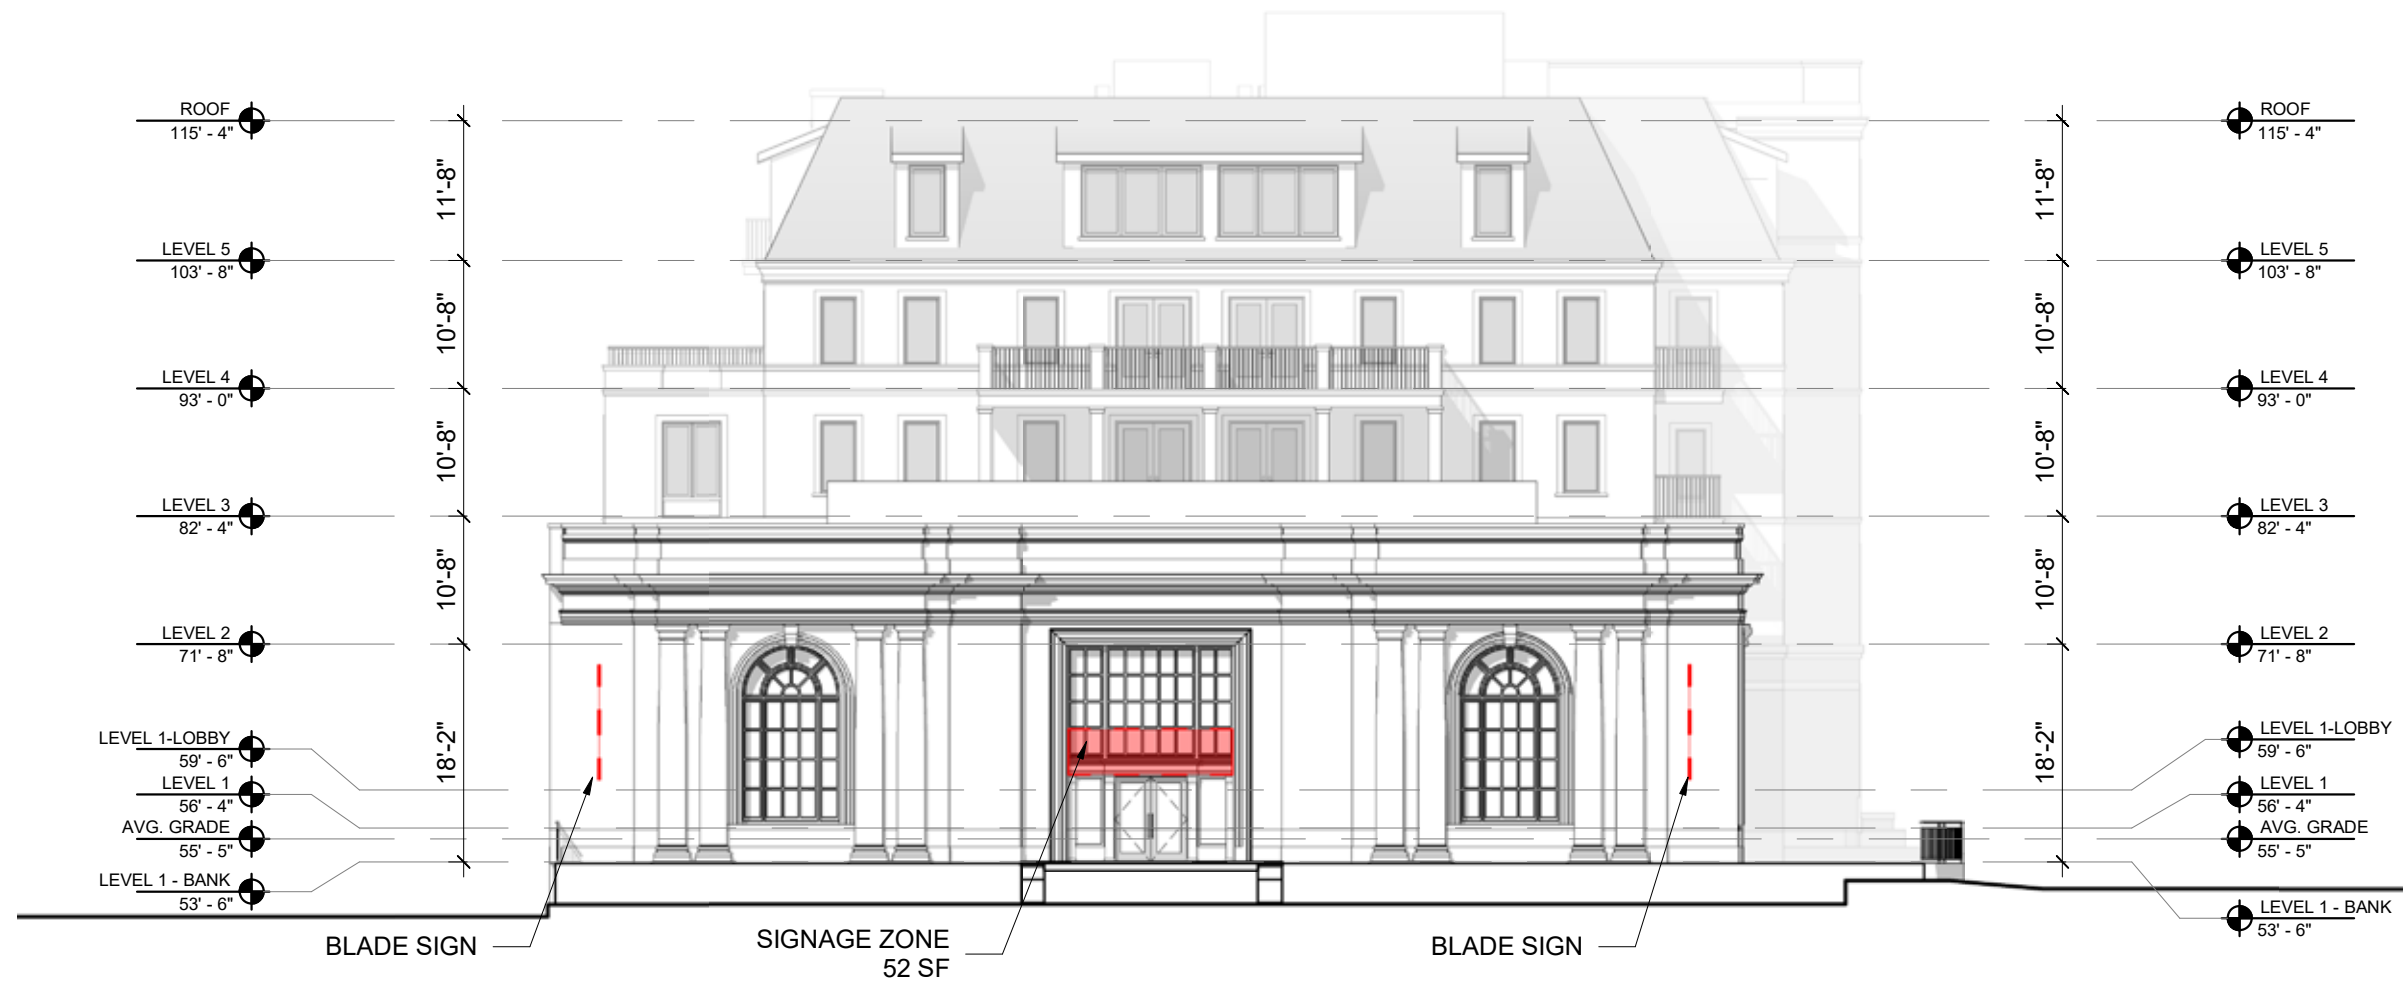 ROOF
115' - 4"
LEVEL 5
103' - 8"
LEVEL 4
93' - 0"
LEVEL 3
82' - 4"
LEVEL 2
71' - 8"
LEVEL 1-LOBBY
59' - 6"
LEVEL 1
56' - 4"
AVG. GRADE
55' - 5"
LEVEL 1 - BANK
53' - 6"
11'-8"
10'-8"
10'-8"
10'-8"
18'-2"
BLADE SIGN
SIGNAGE ZONE
52 SF
BLADE SIGN
11'-8"
10'-8"
10'-8"
10'-8"
18'-2"
ROOF
115' - 4"
LEVEL 5
103' - 8"
LEVEL 4
93' - 0"
LEVEL 3
82' - 4"
LEVEL 2
71' - 8"
LEVEL 1-LOBBY
59' - 6"
LEVEL 1
56' - 4"
AVG. GRADE
55' - 5"
LEVEL 1 - BANK
53' - 6"